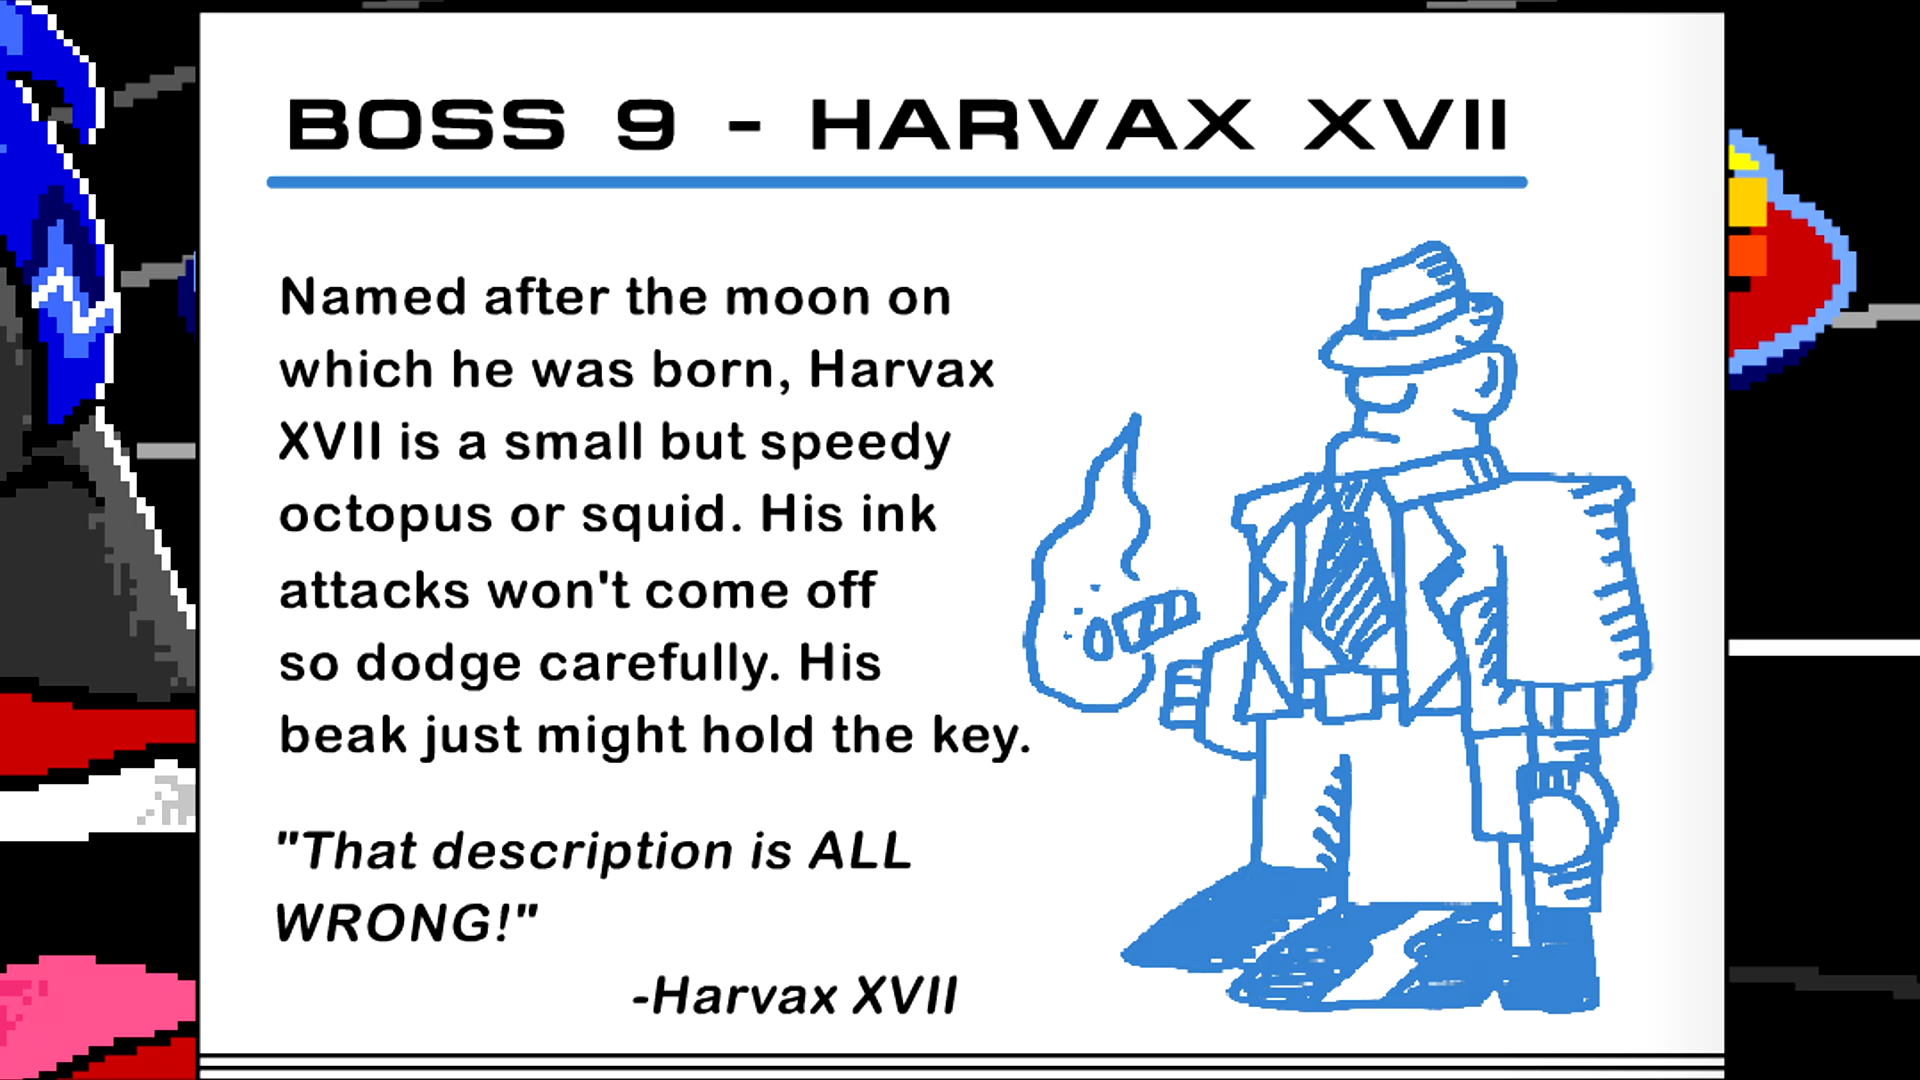 BOSS 9 - HARVAX XVII
Named after the moon on
which he was born, Harvax
XVII is a small but speedy
octopus or squid. His ink
attacks won't come off
so dodge carefully. His
beak just might hold the key.
"That description is ALL
WRONG!"
-Harvax XVII